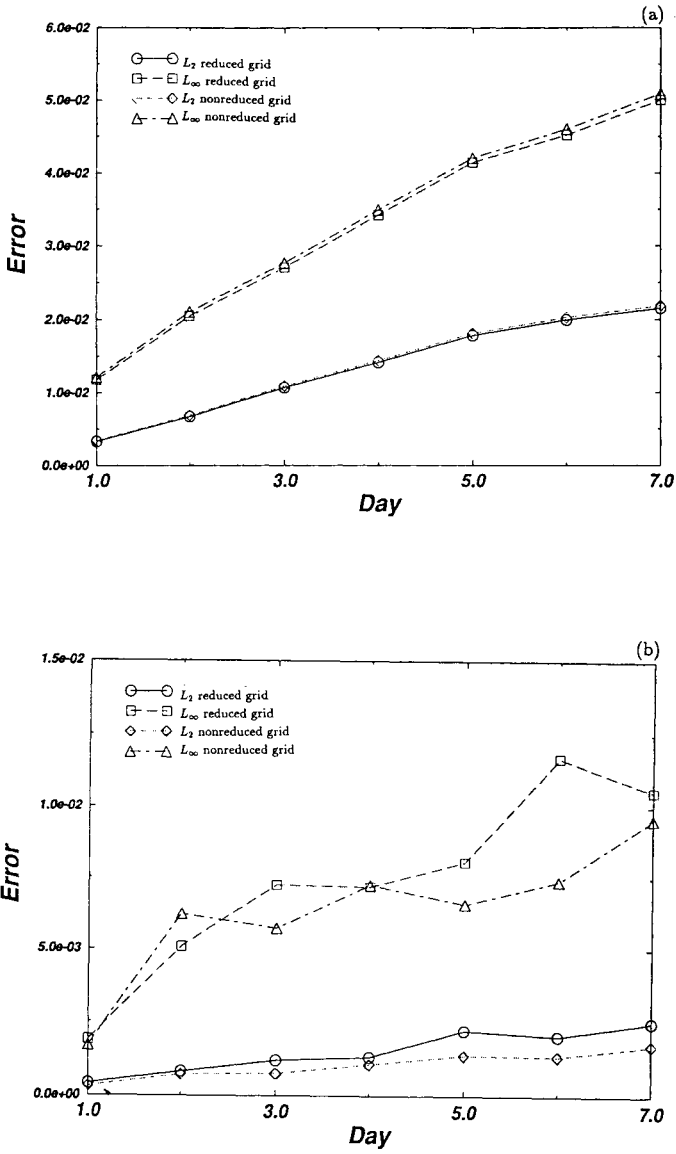 (a)
6.0e-02
5.0e-02
4.0e-02
3.0e-02
2.0e-02
1.0e-02
0.0e+00
Error
L₂ reduced grid
L∞ reduced grid
L₂ nonreduced grid
L∞ nonreduced grid
1.0 3.0 5.0 7.0
Day
(b)
1.5e-02
1.0e-02
5.0e-03
0.0e+00
Error
L₂ reduced grid
L∞ reduced grid
L₂ nonreduced grid
L∞ nonreduced grid
1.0 3.0 5.0 7.0
Day